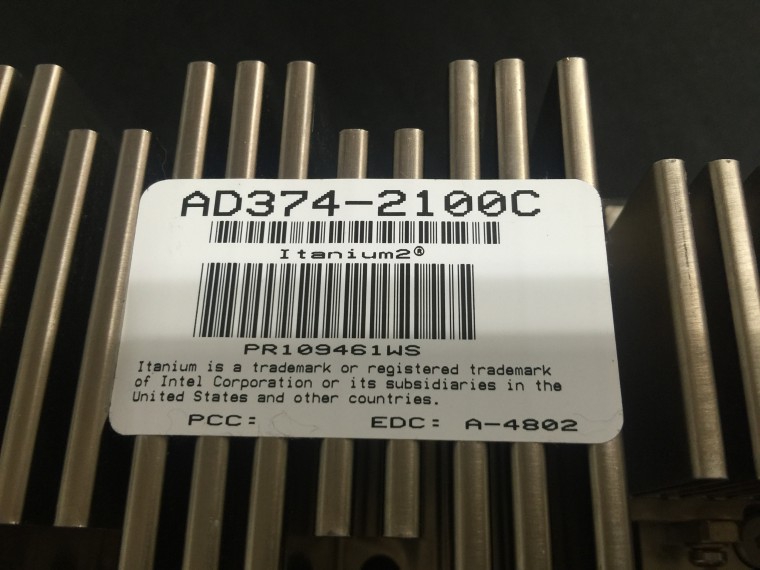 AD374-2100C
Itanium2®
PR109461WS
Itanium is a trademark or registered trademark
of Intel Corporation or its subsidiaries in the
United States and other countries.
PCC: EDC: A-4802